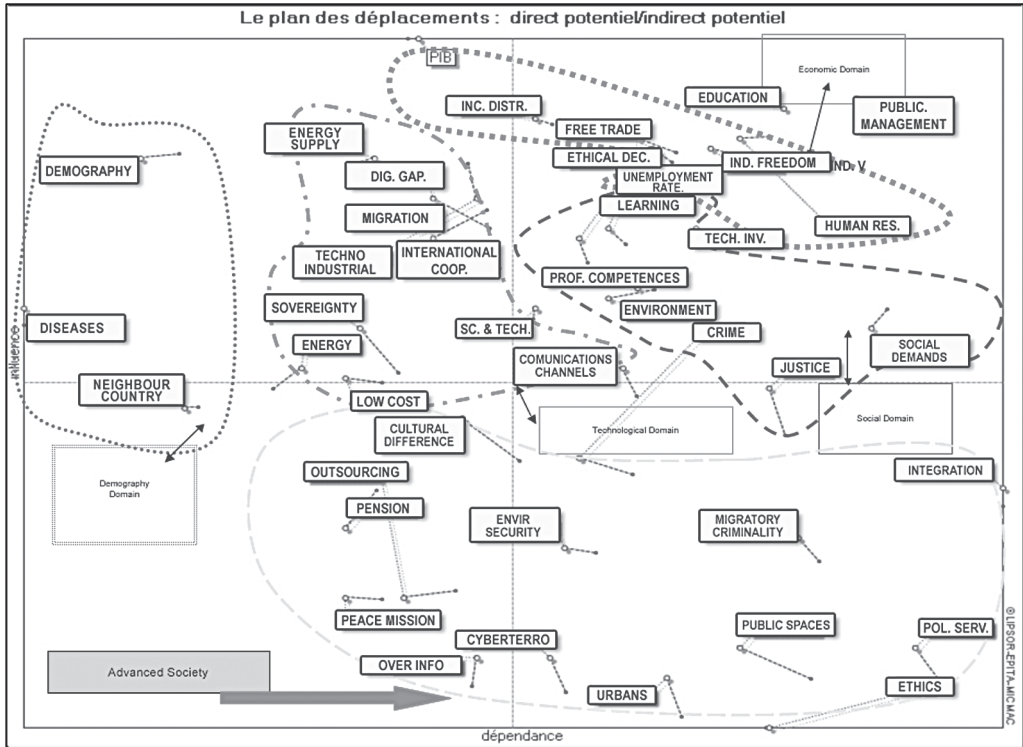 Le plan des déplacements : direct potentiel/indirect potentiel
PIB
Economic Domain
EDUCATION
INC. DISTR.
PUBLIC.
MANAGEMENT
ENERGY
SUPPLY
FREE TRADE
DEMOGRAPHY
DIG. GAP.
ETHICAL DEC.
IND. FREEDOM
IND. V.
UNEMPLOYMENT
RATE.
MIGRATION
LEARNING
HUMAN RES.
TECH. INV.
TECHNO
INDUSTRIAL
INTERNATIONAL
COOP.
PROF. COMPETENCES
SOVEREIGNTY
ENVIRONMENT
DISEASES
SC. & TECH.
CRIME
ENERGY
SOCIAL
DEMANDS
influence
COMUNICATIONS
CHANNELS
JUSTICE
NEIGHBOUR
COUNTRY
LOW COST
CULTURAL
DIFFERENCE
Technological Domain
Social Domain
OUTSOURCING
INTEGRATION
Demography
Domain
PENSION
ENVIR
SECURITY
MIGRATORY
CRIMINALITY
PEACE MISSION
PUBLIC SPACES
POL. SERV.
CYBERTERRO
OVER INFO
Advanced Society
URBANS
ETHICS
© LIPSOR-EPITA-MICMAC
dépendance